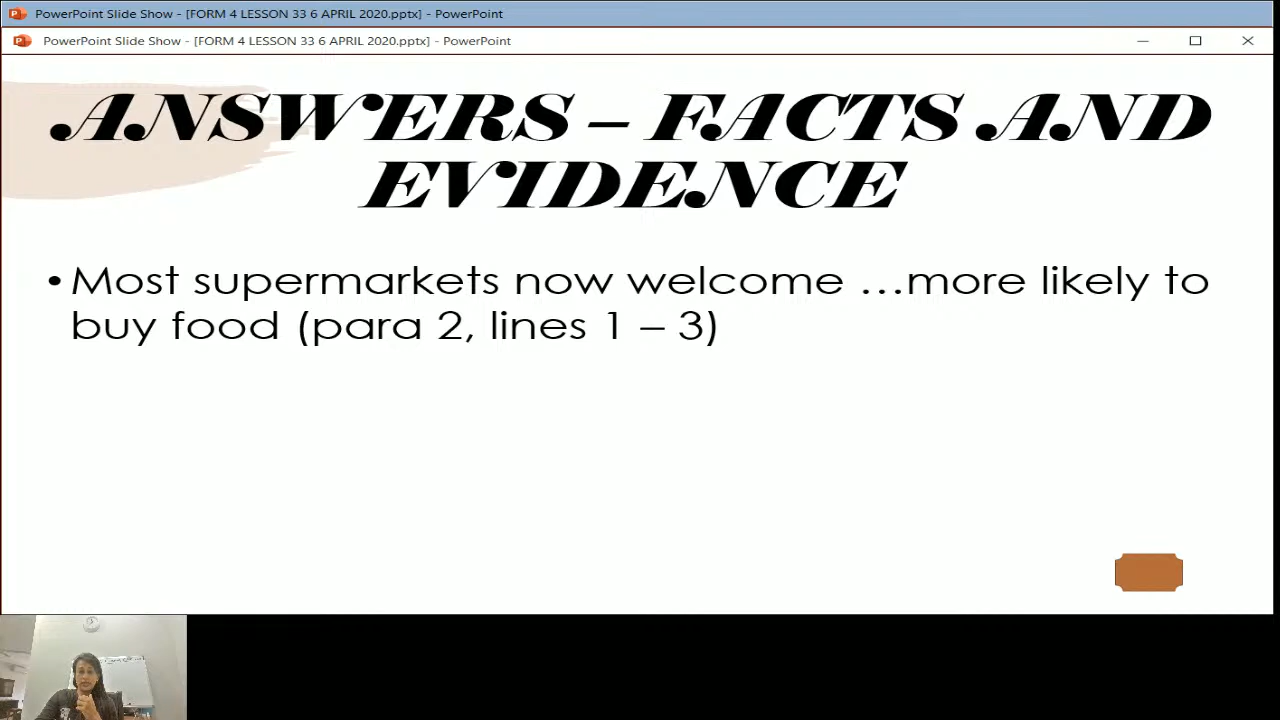 PowerPoint Slide Show - [FORM 4 LESSON 33 6 APRIL 2020.pptx] - PowerPoint
PowerPoint Slide Show - [FORM 4 LESSON 33 6 APRIL 2020.pptx] - PowerPoint
ANSWERS – FACTS AND
EVIDENCE
• Most supermarkets now welcome ...more likely to
buy food (para 2, lines 1 – 3)